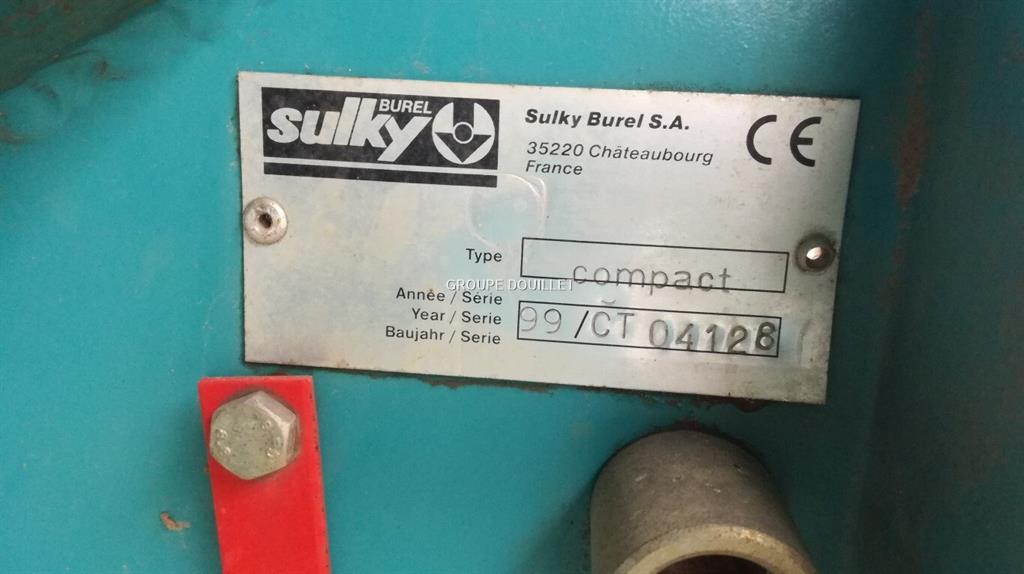 BUREL
sulky
Sulky Burel S.A.
35220 Châteaubourg
France
CE
Type
compact
GROUPE DOUILLET
Année / Série
Year / Serie
Baujahr / Serie
99/CT 04128